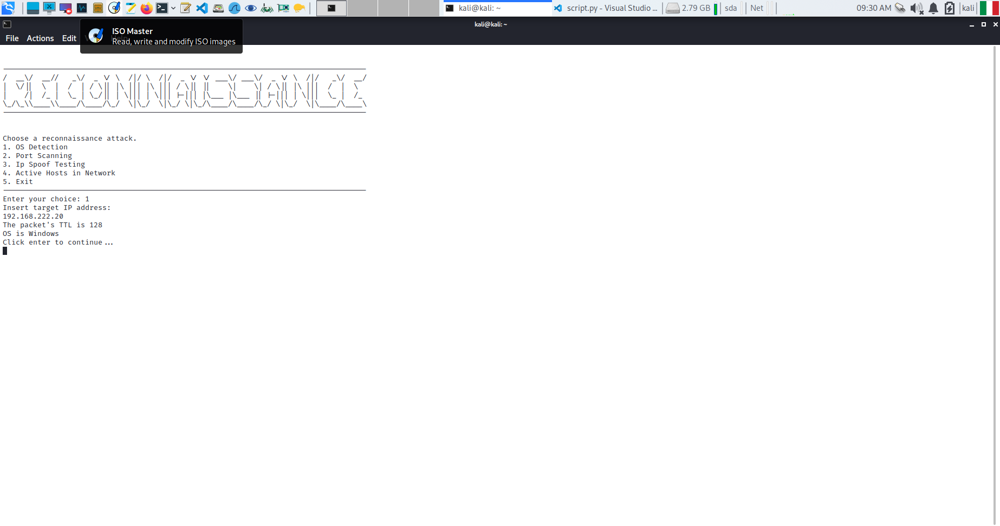 kali@kali: ~
script.py - Visual Studio ...
2.79 GB
sda
Net
09:30 AM
kali
kali@kali: ~
File Actions Edit
ISO Master
Read, write and modify ISO images
RECONNAISSANCE
Choose a reconnaissance attack.
1. OS Detection
2. Port Scanning
3. Ip Spoof Testing
4. Active Hosts in Network
5. Exit
Enter your choice: 1
Insert target IP address:
192.168.222.20
The packet's TTL is 128
OS is Windows
Click enter to continue...